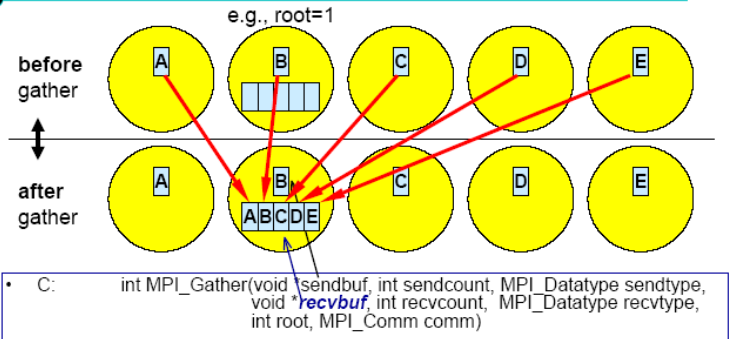 e.g., root=1
A B C D E
before
gather
A B C D E
after
gather
ABCDE
• C: int MPI_Gather(void *sendbuf, int sendcount, MPI_Datatype sendtype,
void *recvbuf, int recvcount, MPI_Datatype recvtype,
int root, MPI_Comm comm)